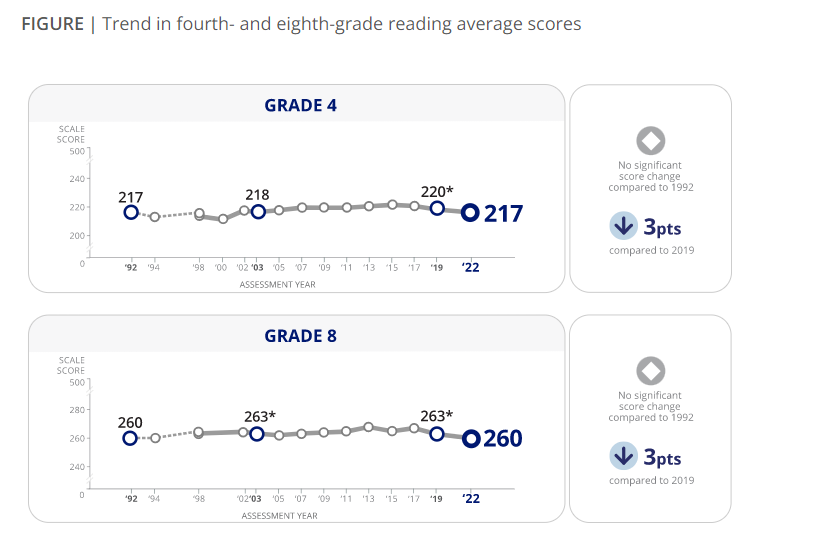 FIGURE | Trend in fourth- and eighth-grade reading average scores
GRADE 4
SCALE
SCORE
500
240
220
200
0
217
218
220*
217
'92 '94 '98 '00 '02 '03 '05 '07 '09 '11 '13 '15 '17 '19 '22
ASSESSMENT YEAR
No significant
score change
compared to 1992
3pts
compared to 2019
GRADE 8
SCALE
SCORE
500
280
260
240
0
260
263*
263*
260
'92 '94 '98 '02 '03 '05 '07 '09 '11 '13 '15 '17 '19 '22
ASSESSMENT YEAR
No significant
score change
compared to 1992
3pts
compared to 2019